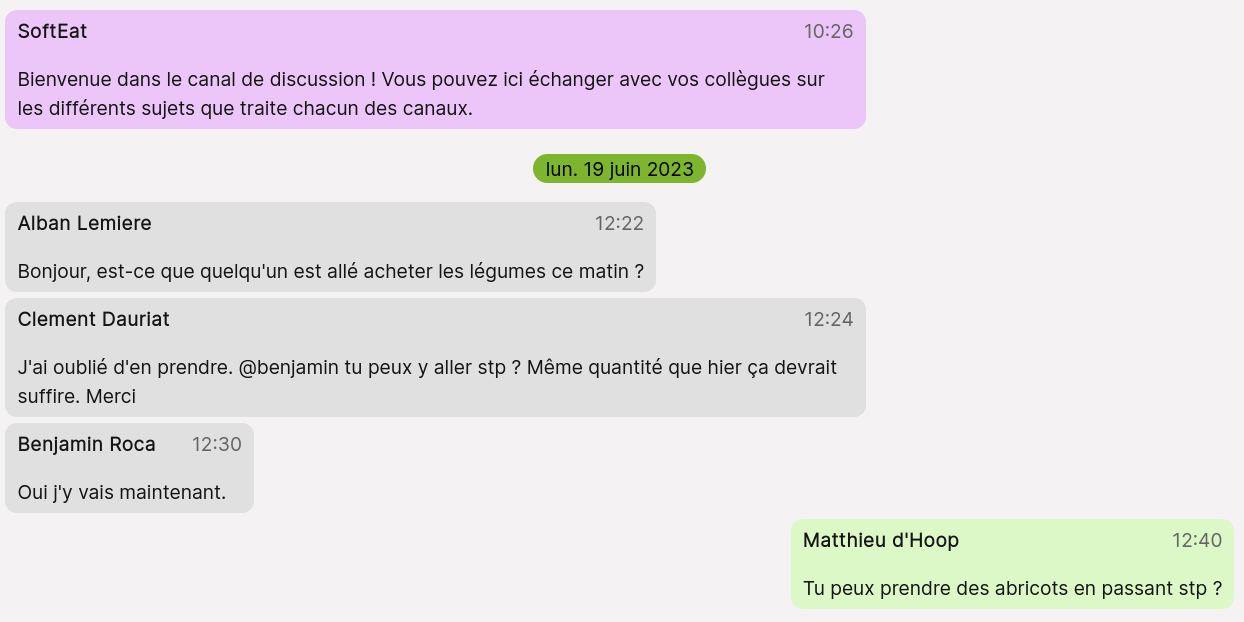 SoftEat 10:26
Bienvenue dans le canal de discussion ! Vous pouvez ici échanger avec vos collègues sur
les différents sujets que traite chacun des canaux.
lun. 19 juin 2023
Alban Lemiere 12:22
Bonjour, est-ce que quelqu'un est allé acheter les légumes ce matin ?
Clement Dauriat 12:24
J'ai oublié d'en prendre. @benjamin tu peux y aller stp ? Même quantité que hier ça devrait
suffire. Merci
Benjamin Roca 12:30
Oui j'y vais maintenant.
Matthieu d'Hoop 12:40
Tu peux prendre des abricots en passant stp ?